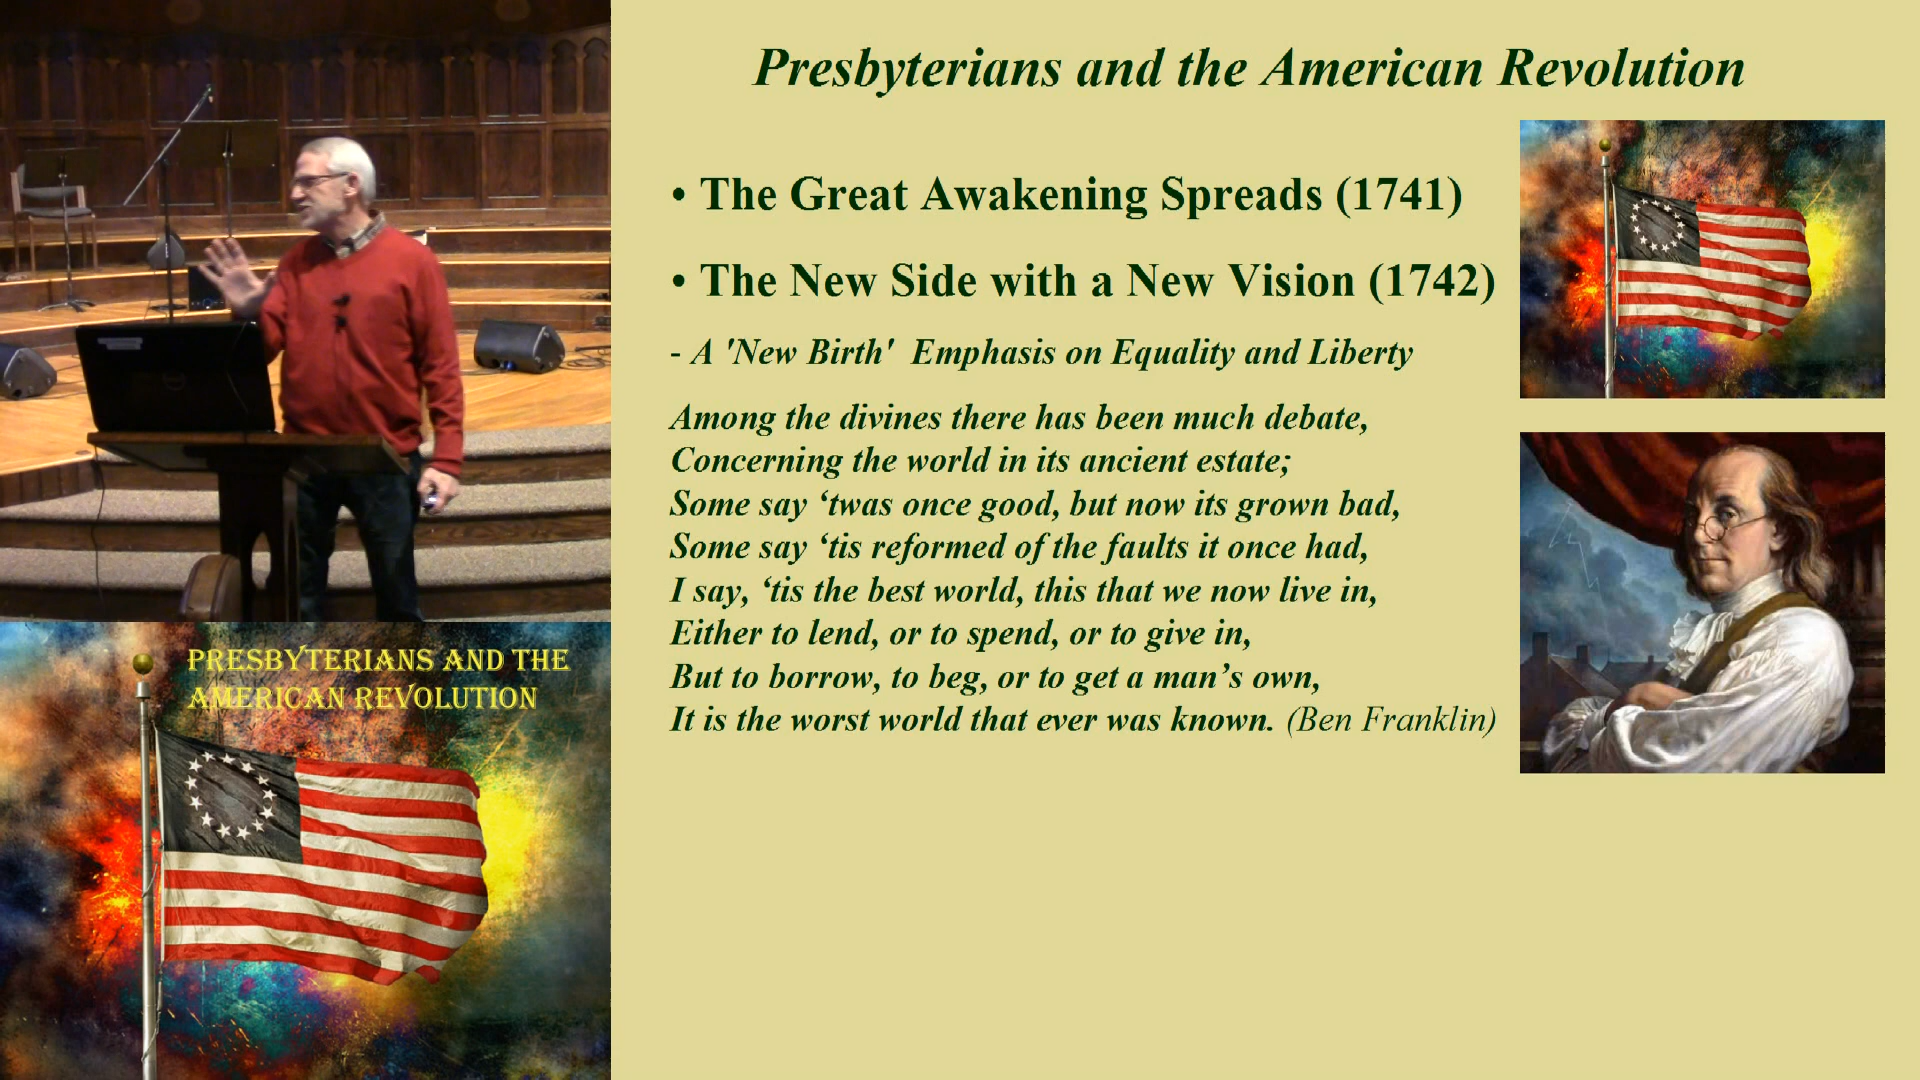 Presbyterians and the American Revolution
• The Great Awakening Spreads (1741)
• The New Side with a New Vision (1742)
- A 'New Birth' Emphasis on Equality and Liberty
Among the divines there has been much debate,
Concerning the world in its ancient estate;
Some say ‘twas once good, but now its grown bad,
Some say ‘tis reformed of the faults it once had,
I say, ‘tis the best world, this that we now live in,
Either to lend, or to spend, or to give in,
But to borrow, to beg, or to get a man’s own,
It is the worst world that ever was known. (Ben Franklin)
PRESBYTERIANS AND THE
AMERICAN REVOLUTION